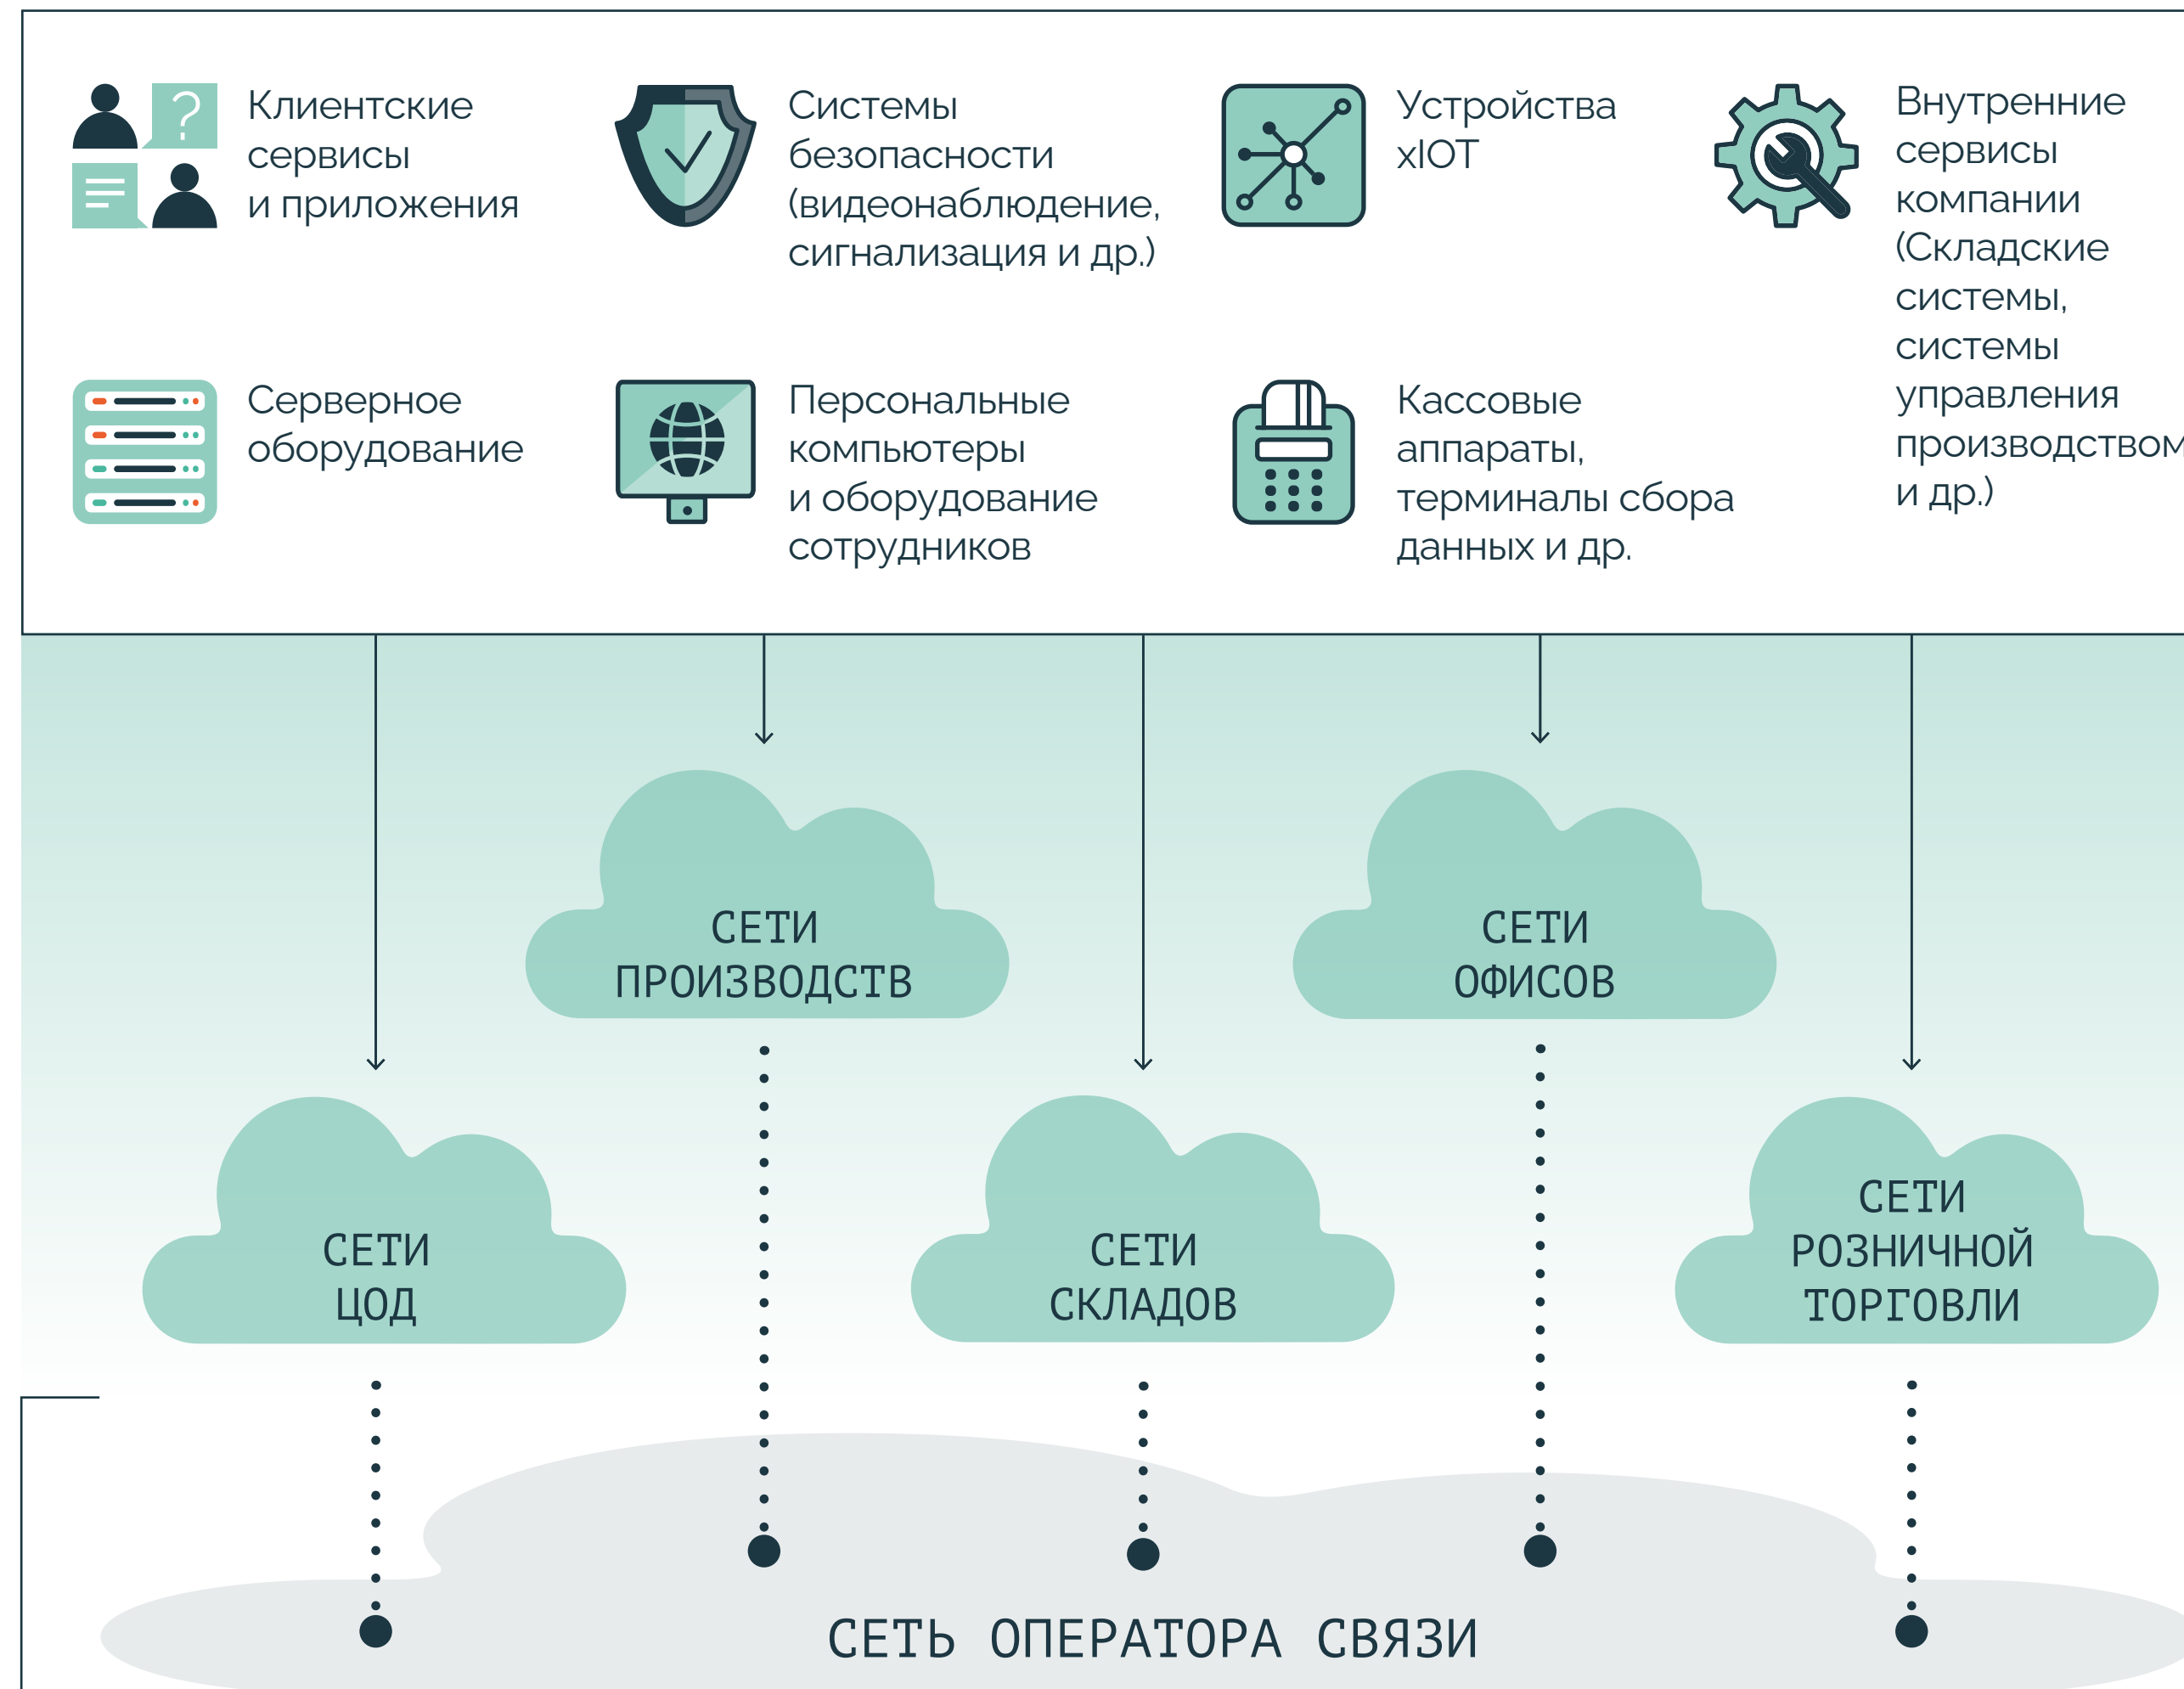 Клиентские
сервисы
и приложения
Системы
безопасности
(видеонаблюдение,
сигнализация и др.)
Устройства
xIOT
Внутренние
сервисы
компании
(Складские
системы,
системы
управления
производством
и др.)
Серверное
оборудование
Персональные
компьютеры
и оборудование
сотрудников
Кассовые
аппараты,
терминалы сбора
данных и др.
СЕТИ
ПРОИЗВОДСТВ
СЕТИ
ОФИСОВ
СЕТИ
ЦОД
СЕТИ
СКЛАДОВ
СЕТИ
РОЗНИЧНОЙ
ТОРГОВЛИ
СЕТЬ ОПЕРАТОРА СВЯЗИ